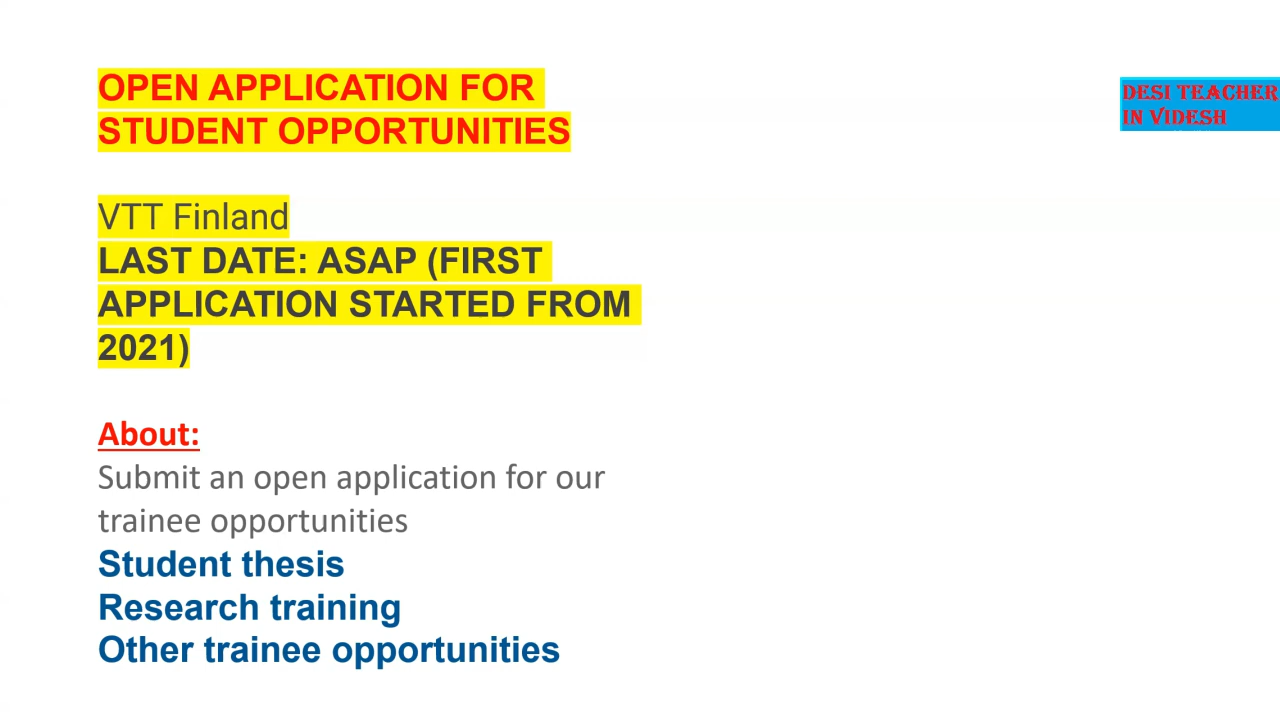 OPEN APPLICATION FOR
STUDENT OPPORTUNITIES
DESI TEACHER
IN VIDESH
VTT Finland
LAST DATE: ASAP (FIRST
APPLICATION STARTED FROM
2021)
About:
Submit an open application for our
trainee opportunities
Student thesis
Research training
Other trainee opportunities